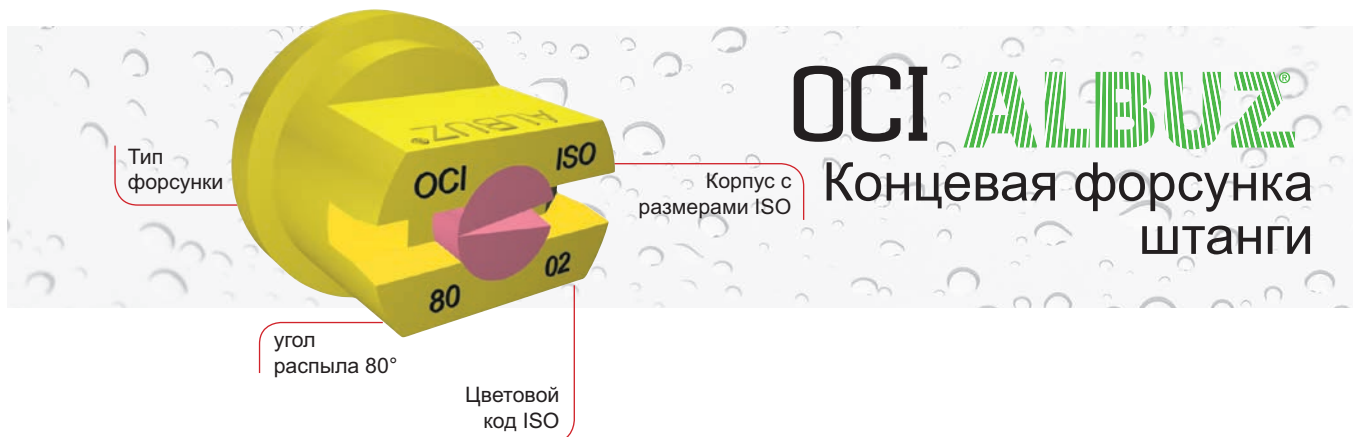 OCI ALBUZ®
Концевая форсунка
штанги
ALBUZ®
OCI
ISO
80
02
Тип
форсунки
Корпус с
размерами ISO
угол
распыла 80°
Цветовой
код ISO